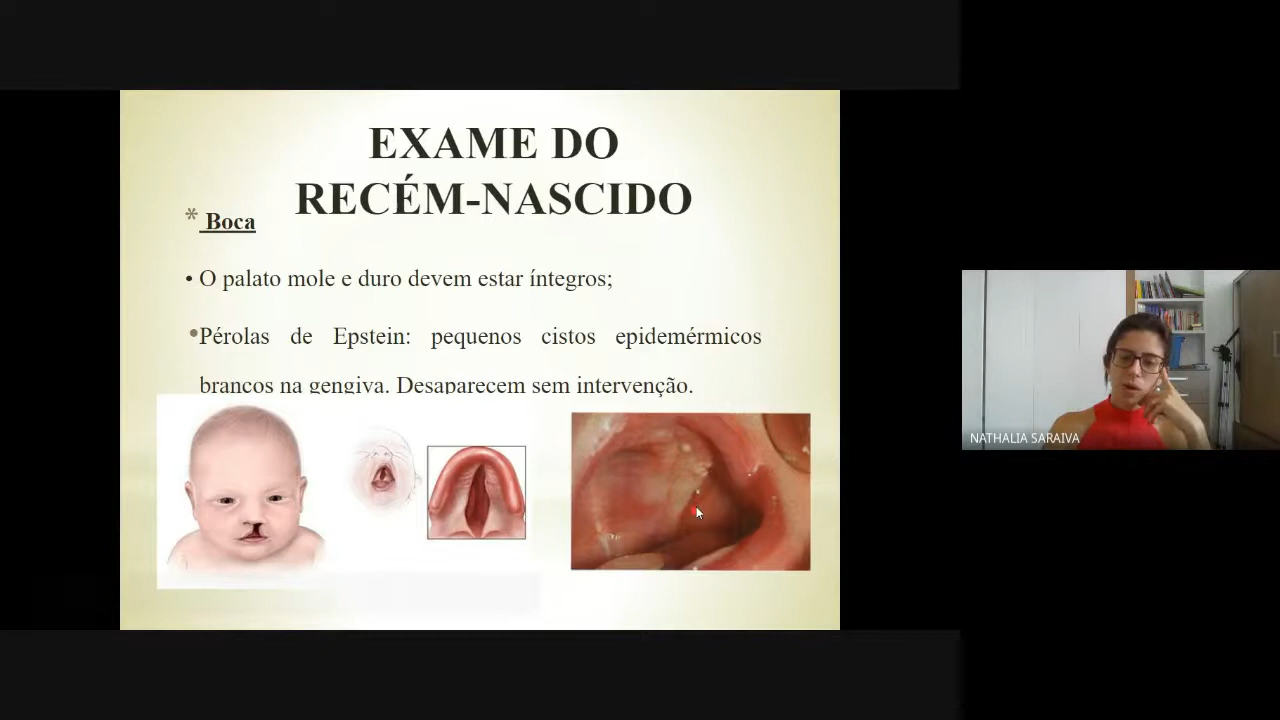 EXAME DO
RECÉM-NASCIDO
* Boca
• O palato mole e duro devem estar íntegros;
•Pérolas de Epstein: pequenos cistos epidemérmicos
brancos na gengiva. Desaparecem sem intervenção.
NATHALIA SARAIVA